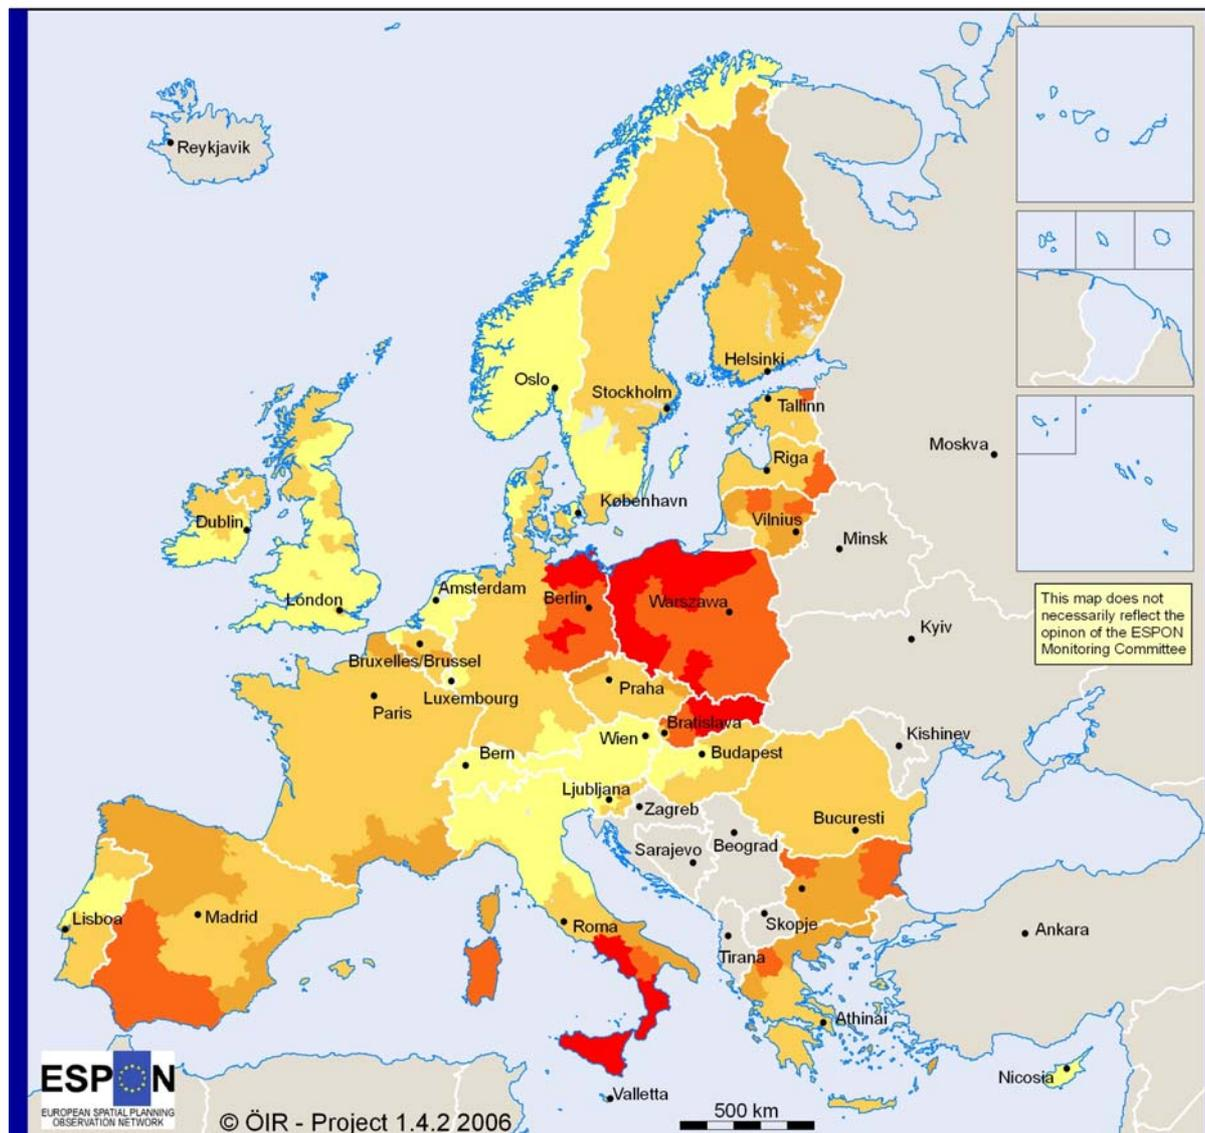 Reykjavik
Oslo
Helsinki
Stockholm
Tallinn
Moskva
Riga
København
Dublin
Vilnius
Minsk
Amsterdam
Berlin
London
Warszawa
This map does not
necessarily reflect the
opinon of the ESPON
Monitoring Committee
Kyiv
Bruxelles/Brussel
Praha
Luxembourg
Paris
Bratislava
Wien
Kishinev
Bern
Budapest
Ljubljana
Zagreb
Bucuresti
Beograd
Sarajevo
Lisboa
Madrid
Roma
Skopje
Ankara
Tirana
Athinai
Nicosia
ESPON
EUROPEAN SPATIAL PLANNING
OBSERVATION NETWORK
Valletta
© ÖIR - Project 1.4.2 2006
500 km